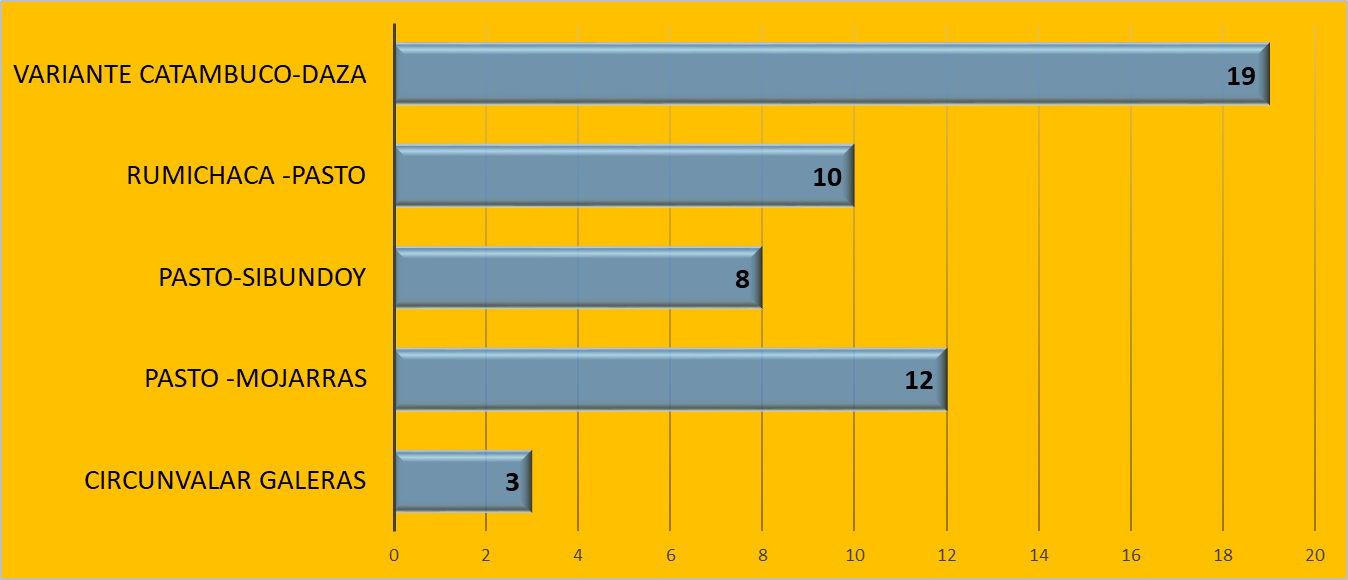 VARIANTE CATAMBUCO-DAZA 19
RUMICHACA -PASTO 10
PASTO-SIBUNDOY 8
PASTO -MOJARRAS 12
CIRCUNVALAR GALERAS 3
0 2 4 6 8 10 12 14 16 18 20